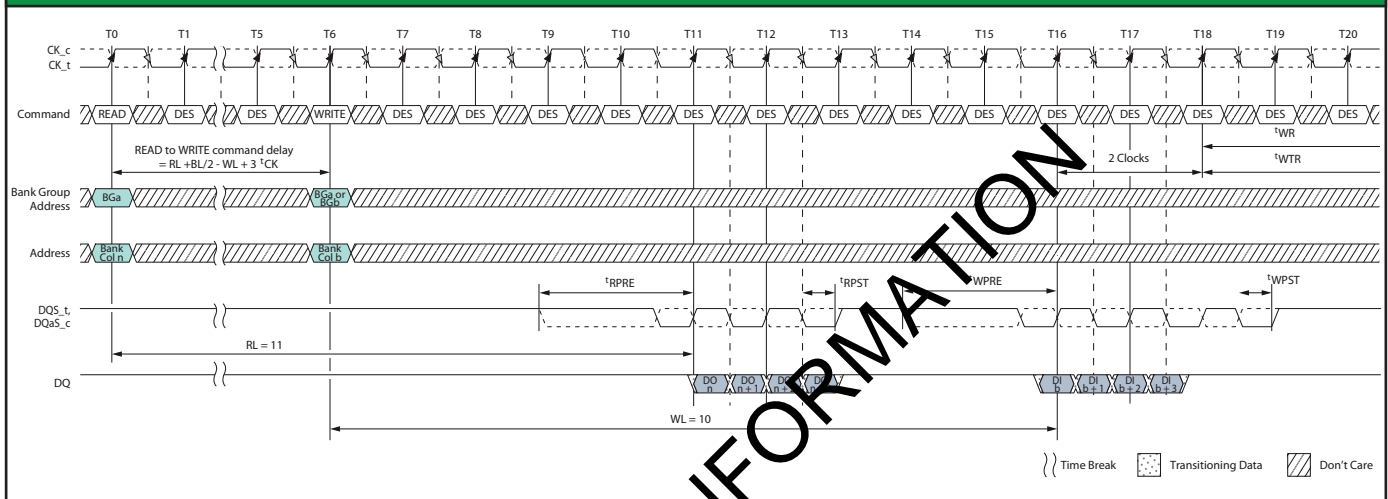 T0 T1 T5 T6 T7 T8 T9 T10 T11 T12 T13 T14 T15 T16 T17 T18 T19 T20
CK_c
CK_t
Command READ DES DES WRITE DES DES DES DES DES DES DES DES DES DES DES DES DES DES
tWR
READ to WRITE command delay
= RL +BL/2 - WL + 3 tCK
2 Clocks
tWTR
Bank Group
Address
BGa
BGa or
BGb
Address
Bank
Col n
Bank
Col b
tRPRE tRPST tWPRE tWPST
DQS_t,
DQaS_c
RL = 11
DQ
DO
n
DO
n + 1
DO
n
DO
n
DI
b
DI
b + 1
DI
b + 2
DI
b + 3
WL = 10
Time Break Transitioning Data Don't Care
INFORMATION